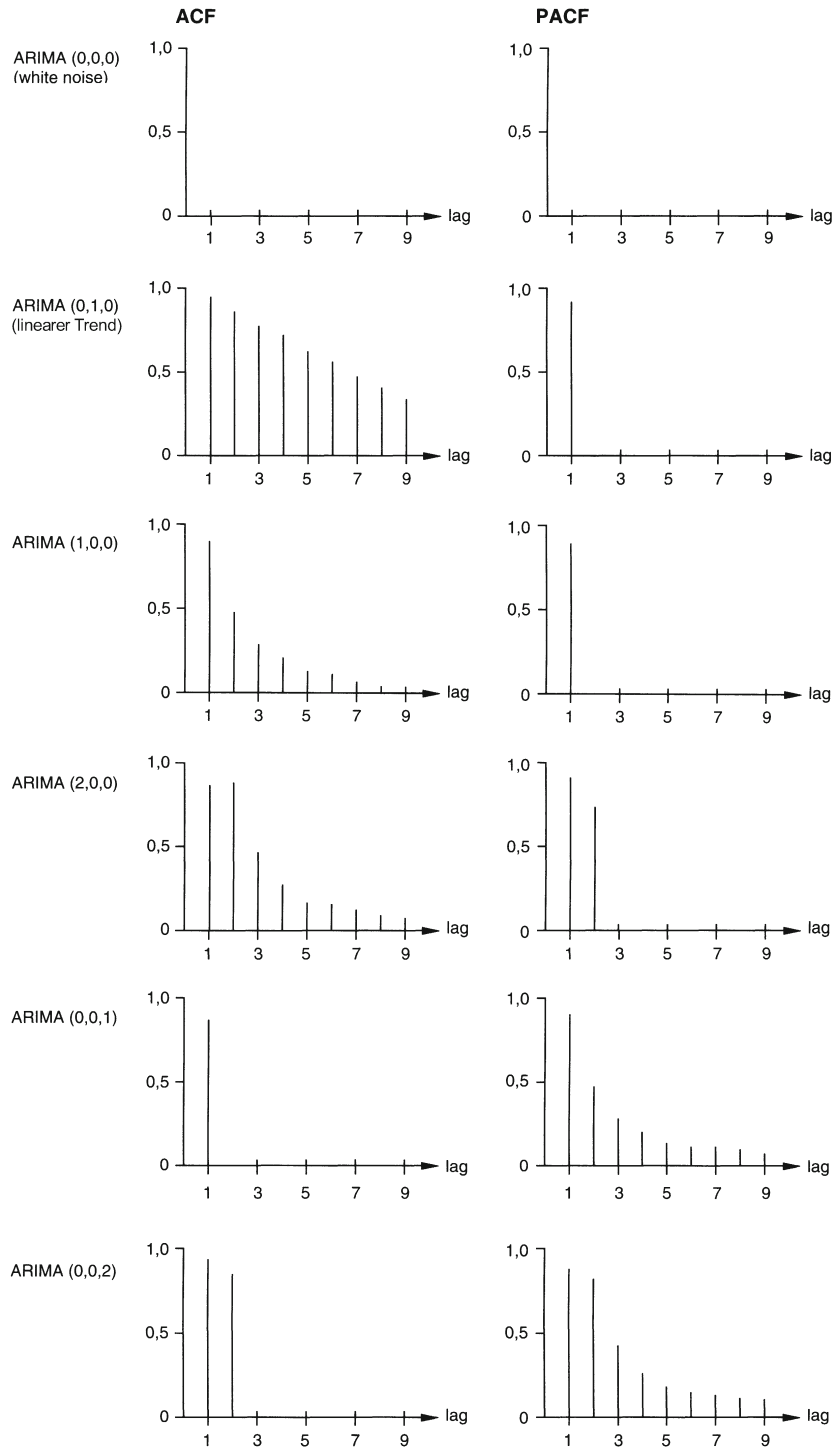 ACF PACF
ARIMA (0,0,0)
(white noise)
1,0
0,5
0
1 3 5 7 9 lag
1,0
0,5
0
1 3 5 7 9 lag
ARIMA (0,1,0)
(linearer Trend)
1,0
0,5
0
1 3 5 7 9 lag
1,0
0,5
0
1 3 5 7 9 lag
ARIMA (1,0,0)
1,0
0,5
0
1 3 5 7 9 lag
1,0
0,5
0
1 3 5 7 9 lag
ARIMA (2,0,0)
1,0
0,5
0
1 3 5 7 9 lag
1,0
0,5
0
1 3 5 7 9 lag
ARIMA (0,0,1)
1,0
0,5
0
1 3 5 7 9 lag
1,0
0,5
0
1 3 5 7 9 lag
ARIMA (0,0,2)
1,0
0,5
0
1 3 5 7 9 lag
1,0
0,5
0
1 3 5 7 9 lag